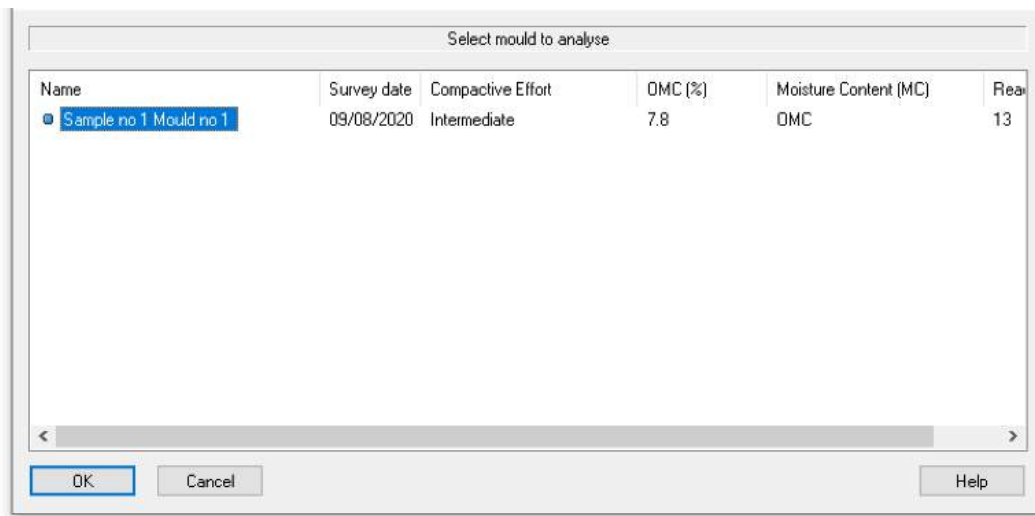 Select mould to analyse
Name Survey date Compactive Effort OMC (%) Moisture Content (MC) Rea
Sample no 1 Mould no 1 09/08/2020 Intermediate 7.8 OMC 13
OK Cancel Help